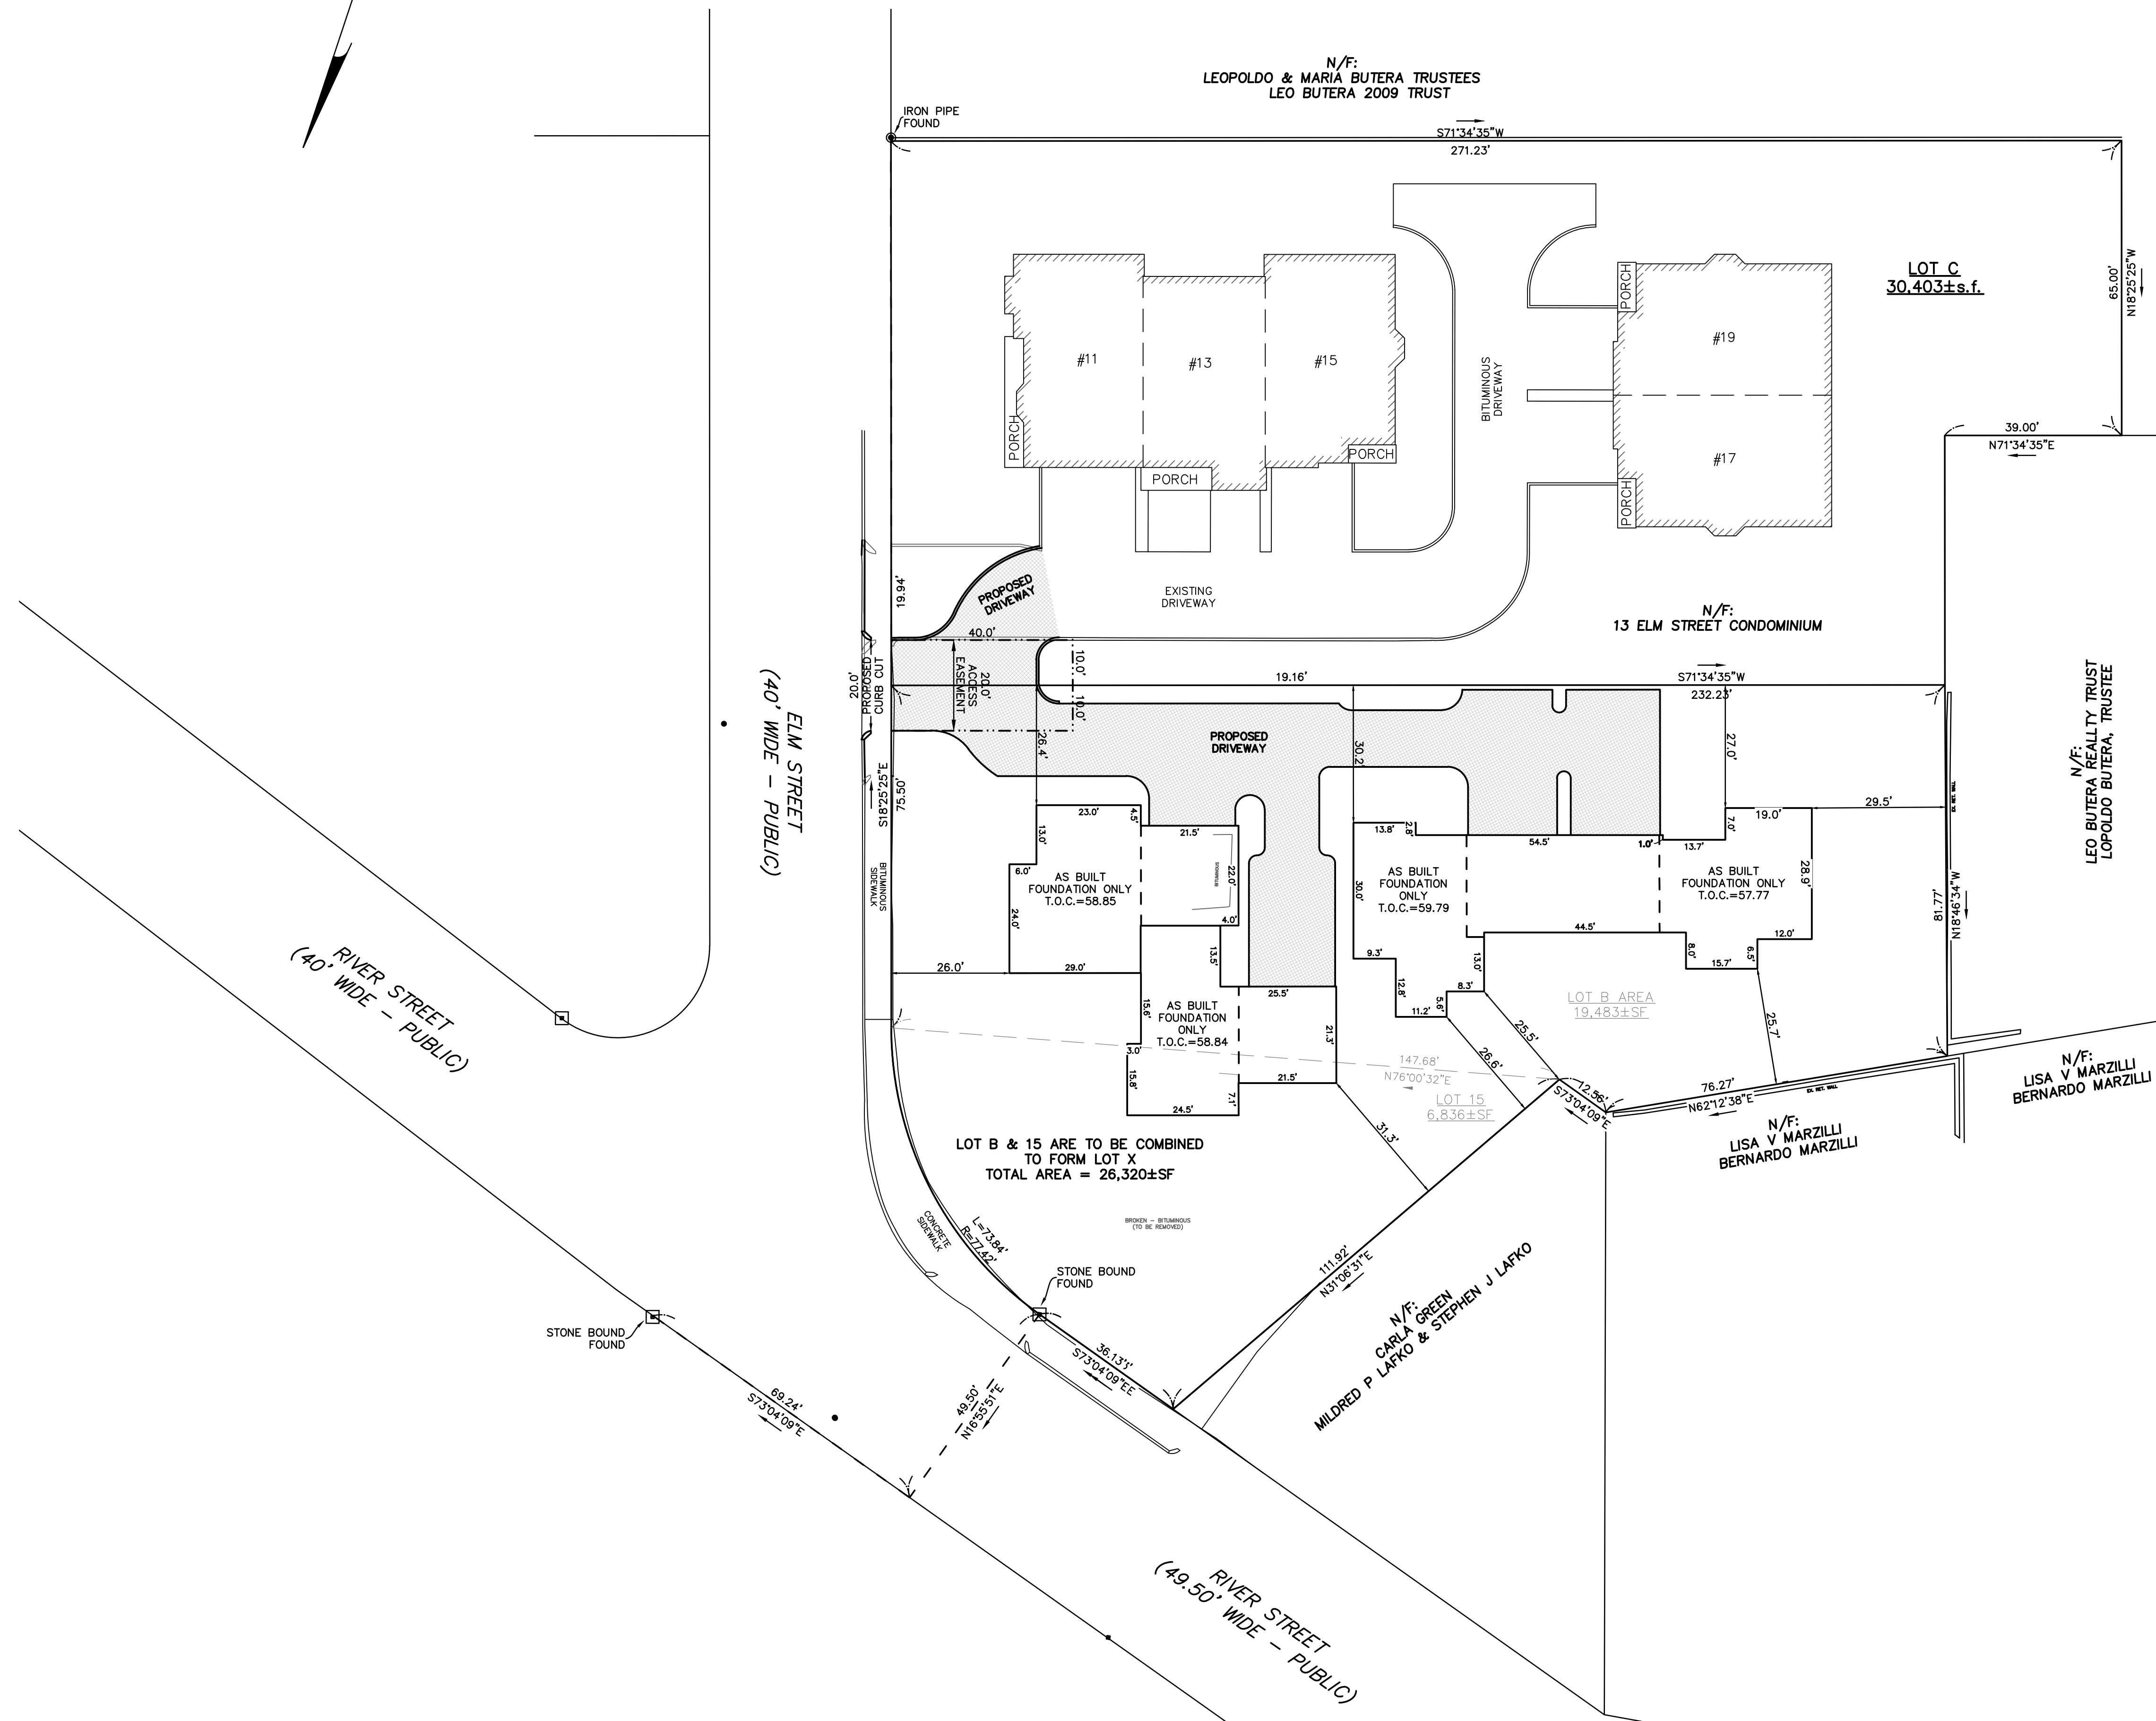 N/F:
LEOPOLDO & MARIA BUTERA TRUSTEES
LEO BUTERA 2009 TRUST
IRON PIPE
FOUND
S71°34'35"W
271.23'
LOT C
30,403±s.f.
65.00'
N18°25'25"W
39.00'
N71°34'35"E
#11
#13
#15
#19
#17
PORCH
PORCH
PORCH
PORCH
PORCH
BITUMINOUS
DRIVEWAY
EXISTING
DRIVEWAY
PROPOSED
DRIVEWAY
19.94'
40.0'
N/F:
13 ELM STREET CONDOMINIUM
20.0'
PROPOSED
CURB CUT
20.0'
ACCESS
EASEMENT
10.0'
10.0'
19.16'
S71°34'35"W
232.23'
N/F:
LEO BUTERA REALLTY TRUST
LOPOLDO BUTERA, TRUSTEE
ELM STREET
(40' WIDE - PUBLIC)
PROPOSED
DRIVEWAY
26.4'
30.2'
27.0'
29.5'
EX. RET. WALL
S18°25'25"E
75.50'
BITUMINOUS
SIDEWALK
23.0'
4.5'
13.0'
21.5'
6.0'
AS BUILT
FOUNDATION ONLY
T.O.C.=58.85
22.0'
BITUMINOUS
24.0'
4.0'
26.0'
29.0'
13.5'
13.8'
2.8'
54.5'
1.0'
13.7'
7.0'
19.0'
AS BUILT
FOUNDATION
ONLY
T.O.C.=59.79
30.0'
AS BUILT
FOUNDATION ONLY
T.O.C.=57.77
28.9'
44.5'
12.0'
9.3'
13.0'
8.0'
6.5'
15.7'
12.8'
8.3'
5.6'
11.2'
81.77'
N18°46'34"W
25.5'
15.6'
AS BUILT
FOUNDATION
ONLY
T.O.C.=58.84
21.3'
3.0'
15.8'
21.5'
7.1'
24.5'
LOT B AREA
19,483±SF
25.5'
26.6'
25.7'
147.68'
N76°00'32"E
LOT 15
6,836±SF
31.3'
12.56'
S73°04'09"E
76.27'
N62°12'38"E
EX. RET. WALL
N/F:
LISA V MARZILLI
BERNARDO MARZILLI
N/F:
LISA V MARZILLI
BERNARDO MARZILLI
LOT B & 15 ARE TO BE COMBINED
TO FORM LOT X
TOTAL AREA = 26,320±SF
BROKEN - BITUMINOUS
(TO BE REMOVED)
RIVER STREET
(40' WIDE - PUBLIC)
CONCRETE
SIDEWALK
L=73.84'
R=77.42'
STONE BOUND
FOUND
STONE BOUND
FOUND
111.92'
N31°06'31"E
N/F:
CARLA GREEN
MILDRED P LAFKO & STEPHEN J LAFKO
36.13'
S73°04'09"E
49.50'
N16°55'51"E
69.24'
S73°04'09"E
RIVER STREET
(49.50' WIDE - PUBLIC)